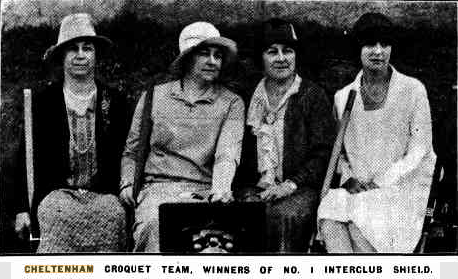 CHELTENHAM CROQUET TEAM, WINNERS OF NO. 1 INTERCLUB SHIELD.